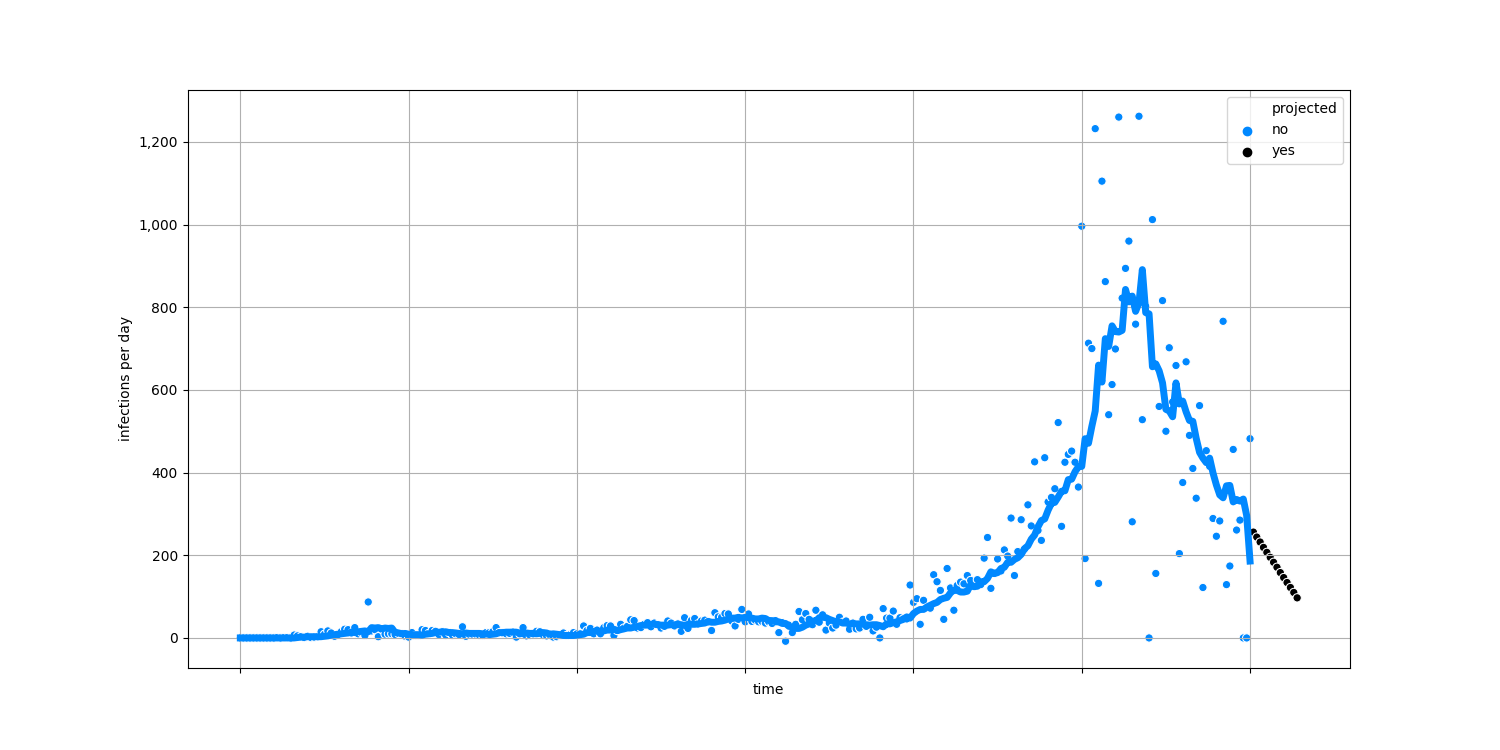 projected
no
yes
1,200
1,000
800
600
400
200
0
infections per day
time